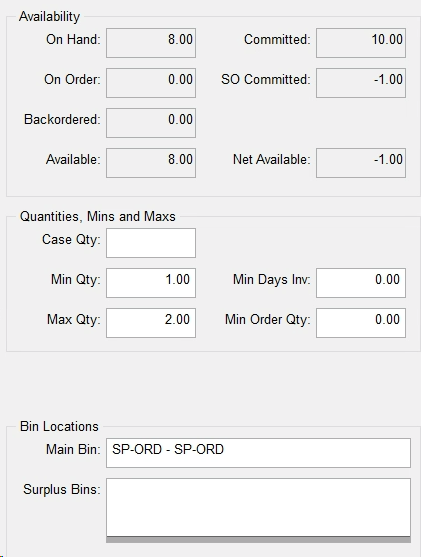 Availability
On Hand: 8.00 Committed: 10.00
On Order: 0.00 SO Committed: -1.00
Backordered: 0.00
Available: 8.00 Net Available: -1.00
Quantities, Mins and Maxs
Case Qty:
Min Qty: 1.00 Min Days Inv: 0.00
Max Qty: 2.00 Min Order Qty: 0.00
Bin Locations
Main Bin: SP-ORD - SP-ORD
Surplus Bins: